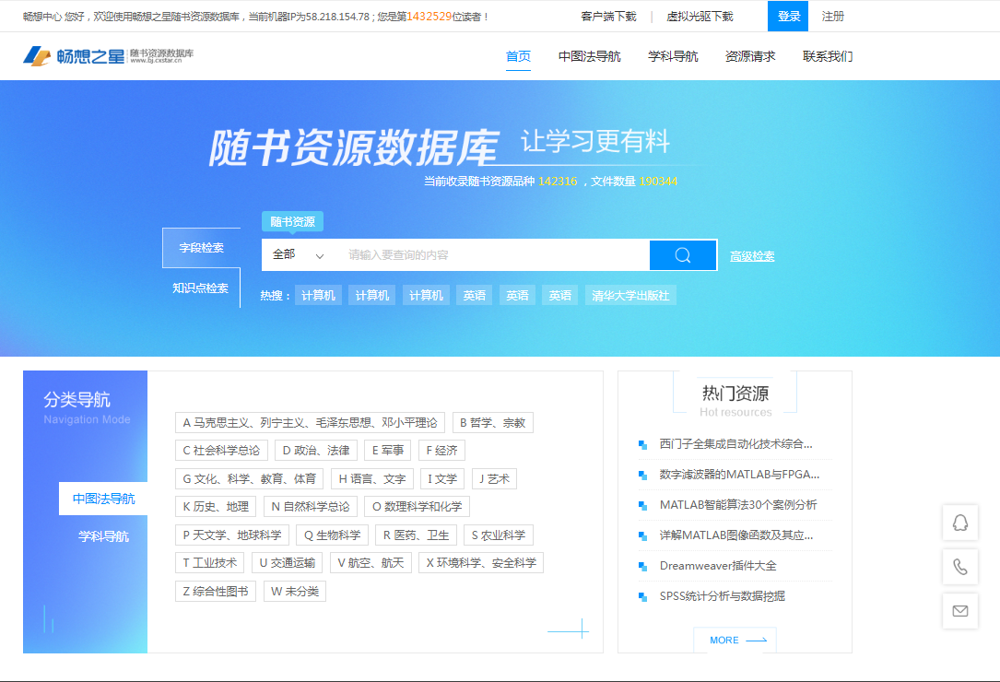 畅想中心 您好，欢迎使用畅想之星随书资源数据库，当前机器IP为58.218.154.78；您是第1432529位读者！
客户端下载 | 虚拟光驱下载 登录 注册
畅想之星 随书资源数据库
www.bj.cxstar.cn
首页 中图法导航 学科导航 资源请求 联系我们
随书资源数据库 让学习更有料
当前收录随书资源品种 142316 ，文件数量 190344
随书资源
字段检索
全部 请输入要查询的内容 高级检索
知识点检索
热搜： 计算机 计算机 计算机 英语 英语 英语 清华大学出版社
分类导航
Navigation Mode
中图法导航
学科导航
A 马克思主义、列宁主义、毛泽东思想、邓小平理论 B 哲学、宗教
C 社会科学总论 D 政治、法律 E 军事 F 经济
G 文化、科学、教育、体育 H 语言、文字 I 文学 J 艺术
K 历史、地理 N 自然科学总论 O 数理科学和化学
P 天文学、地球科学 Q 生物科学 R 医药、卫生 S 农业科学
T 工业技术 U 交通运输 V 航空、航天 X 环境科学、安全科学
Z 综合性图书 W 未分类
热门资源
Hot resources
西门子全集成自动化技术综合...
数字滤波器的MATLAB与FPGA...
MATLAB智能算法30个案例分析
详解MATLAB图像函数及其应...
Dreamweaver插件大全
SPSS统计分析与数据挖掘
MORE